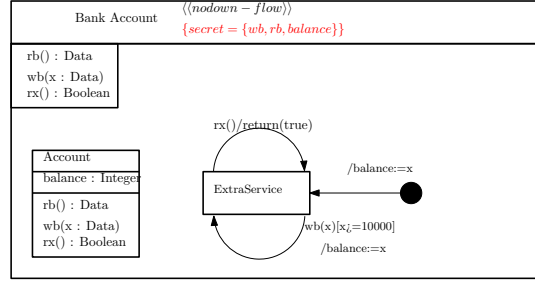 Bank Account
⟨⟨nodown − flow⟩⟩
{secret = {wb, rb, balance}}
rb() : Data
wb(x : Data)
rx() : Boolean
rx()/return(true)
Account
balance : Integer
rb() : Data
wb(x : Data)
rx() : Boolean
ExtraService
/balance:=x
wb(x)[x¿=10000]
/balance:=x